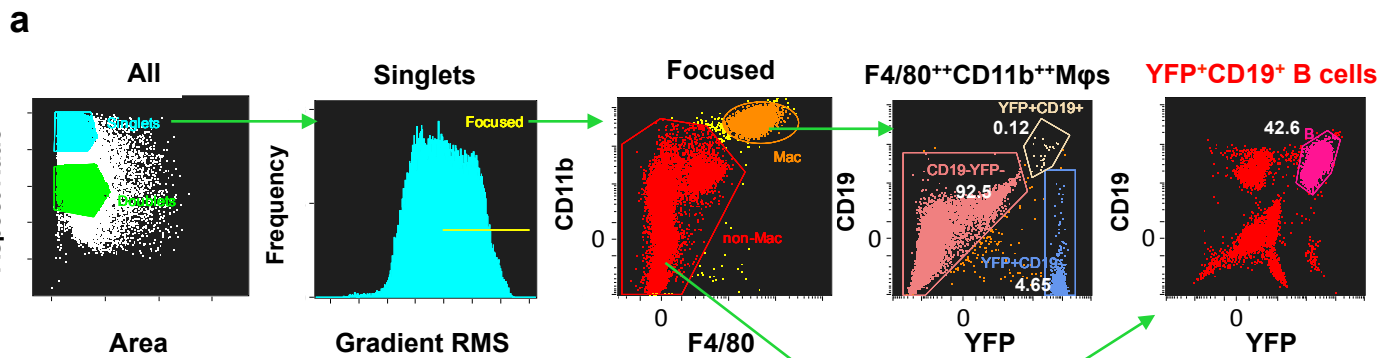 a
All
Singlets
Focused
F4/80++CD11b++Mφs
YFP+CD19+ B cells
Singlets
Doublets
Area
Frequency
Focused
Gradient RMS
CD11b
0
Mac
non-Mac
0
F4/80
CD19
0
YFP+CD19+
0.12
CD19-YFP-
92.5
YFP+CD19-
4.65
0
YFP
CD19
0
42.6
B
0
YFP